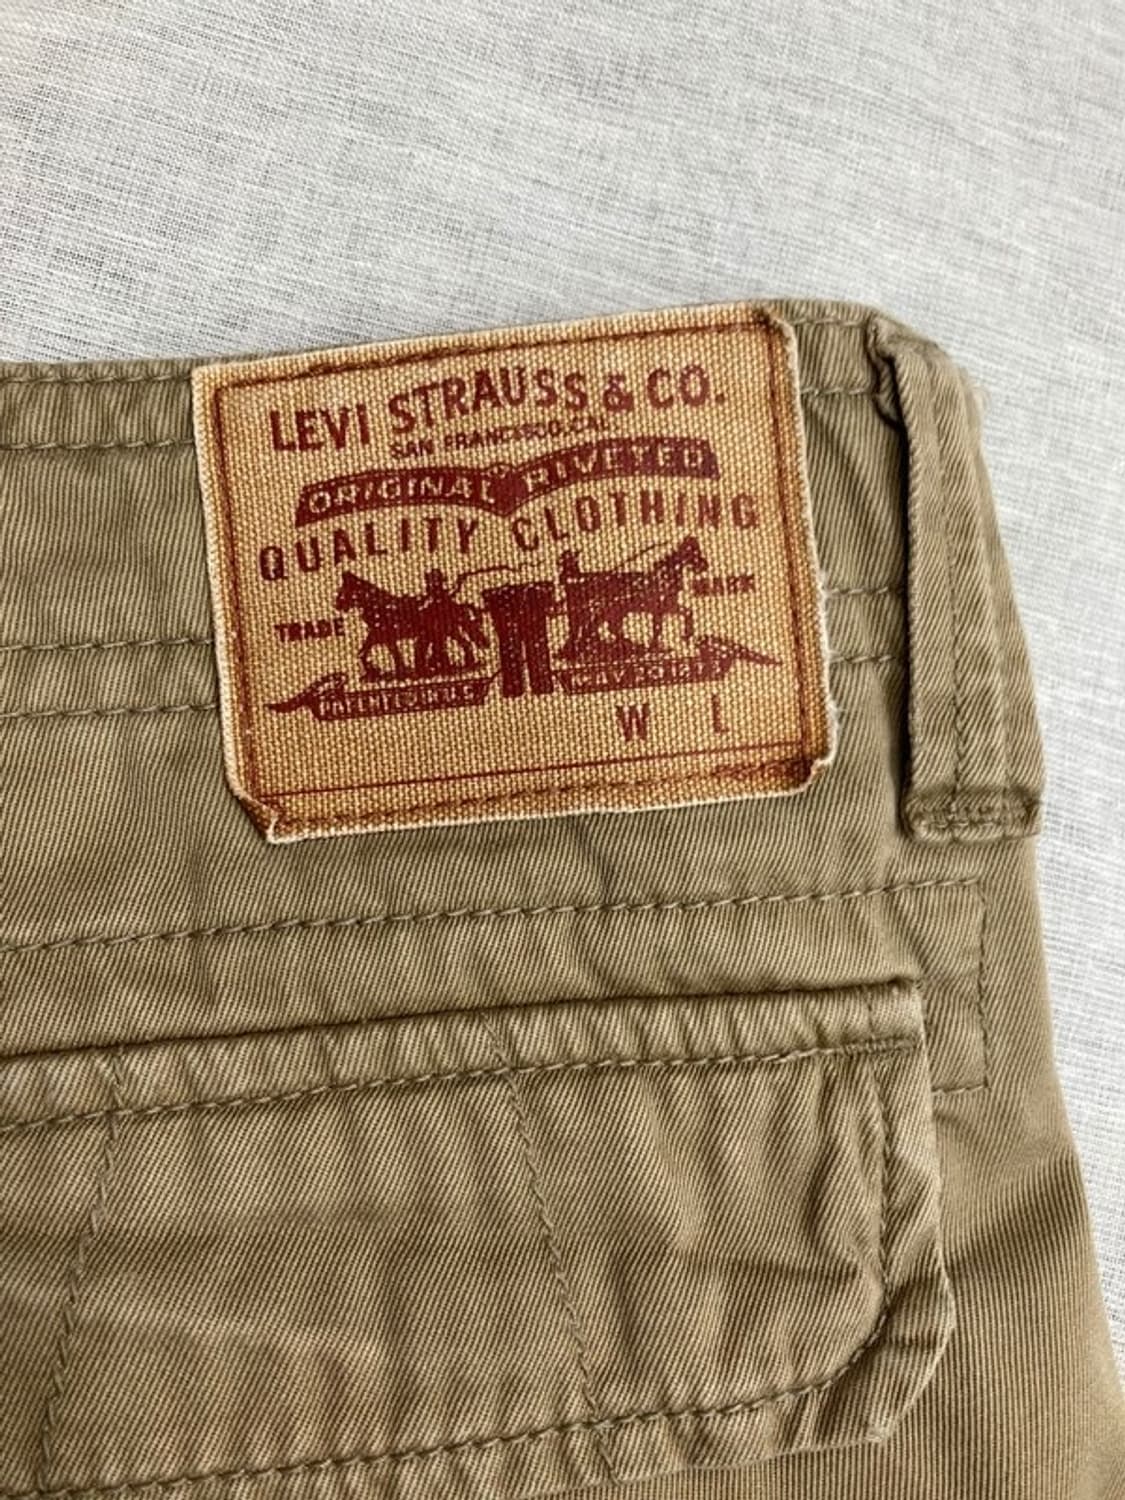 LEVI STRAUSS & CO.
SAN FRANCISCO, CAL.
ORIGINAL RIVETED
QUALITY CLOTHING
TRADE MARK
W L